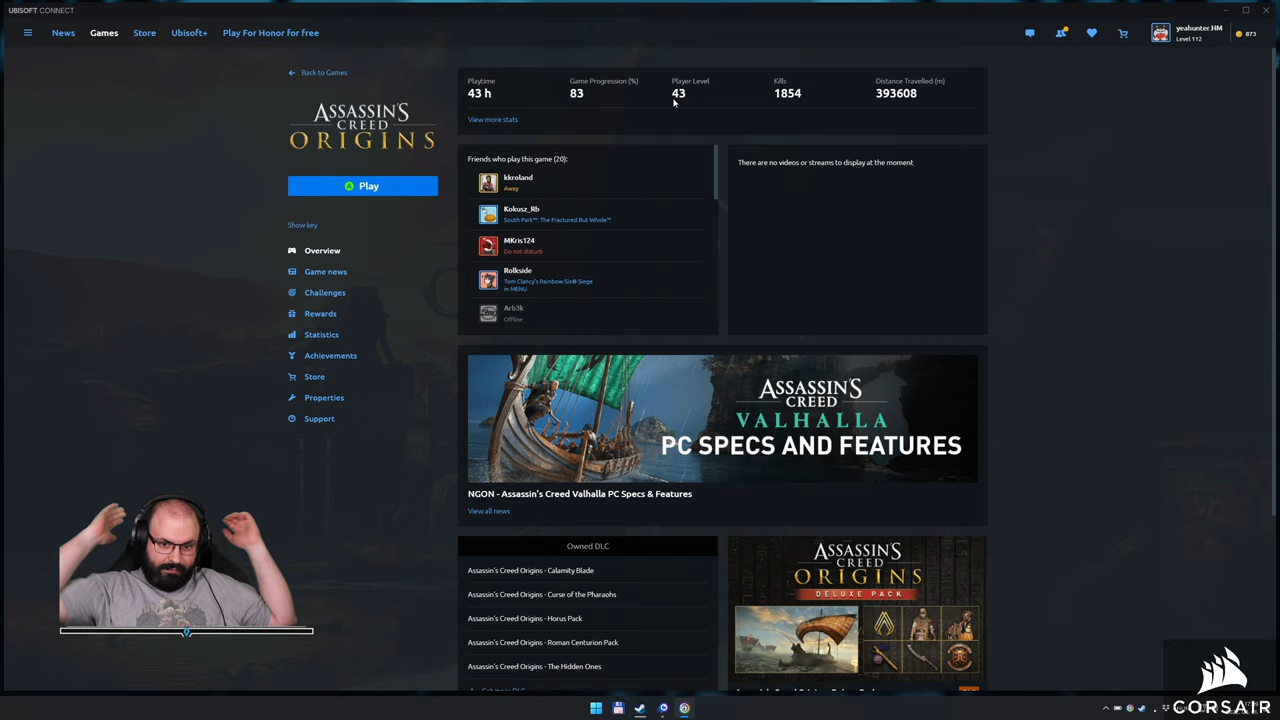 UBISOFT CONNECT
News
Games
Store
Ubisoft+
Play For Honor for free
yeahunter.HM
Level 112
873
Back to Games
ASSASSIN'S
CREED
ORIGINS
Play
Show key
Overview
Game news
Challenges
Rewards
Statistics
Achievements
Store
Properties
Support
Playtime
43 h
Game Progression (%)
83
Player Level
43
Kills
1854
Distance Travelled (m)
393608
View more stats
Friends who play this game (20):
kkroland
Away
Kokusz_Rb
South Park™: The Fractured But Whole™
MKris124
Do not disturb
Rolkside
Tom Clancy's Rainbow Six® Siege
in MENU
Arb3k
Offline
There are no videos or streams to display at the moment
ASSASSIN'S
CREED
VALHALLA
PC SPECS AND FEATURES
NGON - Assassin's Creed Valhalla PC Specs & Features
View all news
Owned DLC
Assassin's Creed Origins - Calamity Blade
Assassin's Creed Origins - Curse of the Pharaohs
Assassin's Creed Origins - Horus Pack
Assassin's Creed Origins - Roman Centurion Pack
Assassin's Creed Origins - The Hidden Ones
ASSASSIN'S
CREED
ORIGINS
DELUXE PACK
CORSAIR